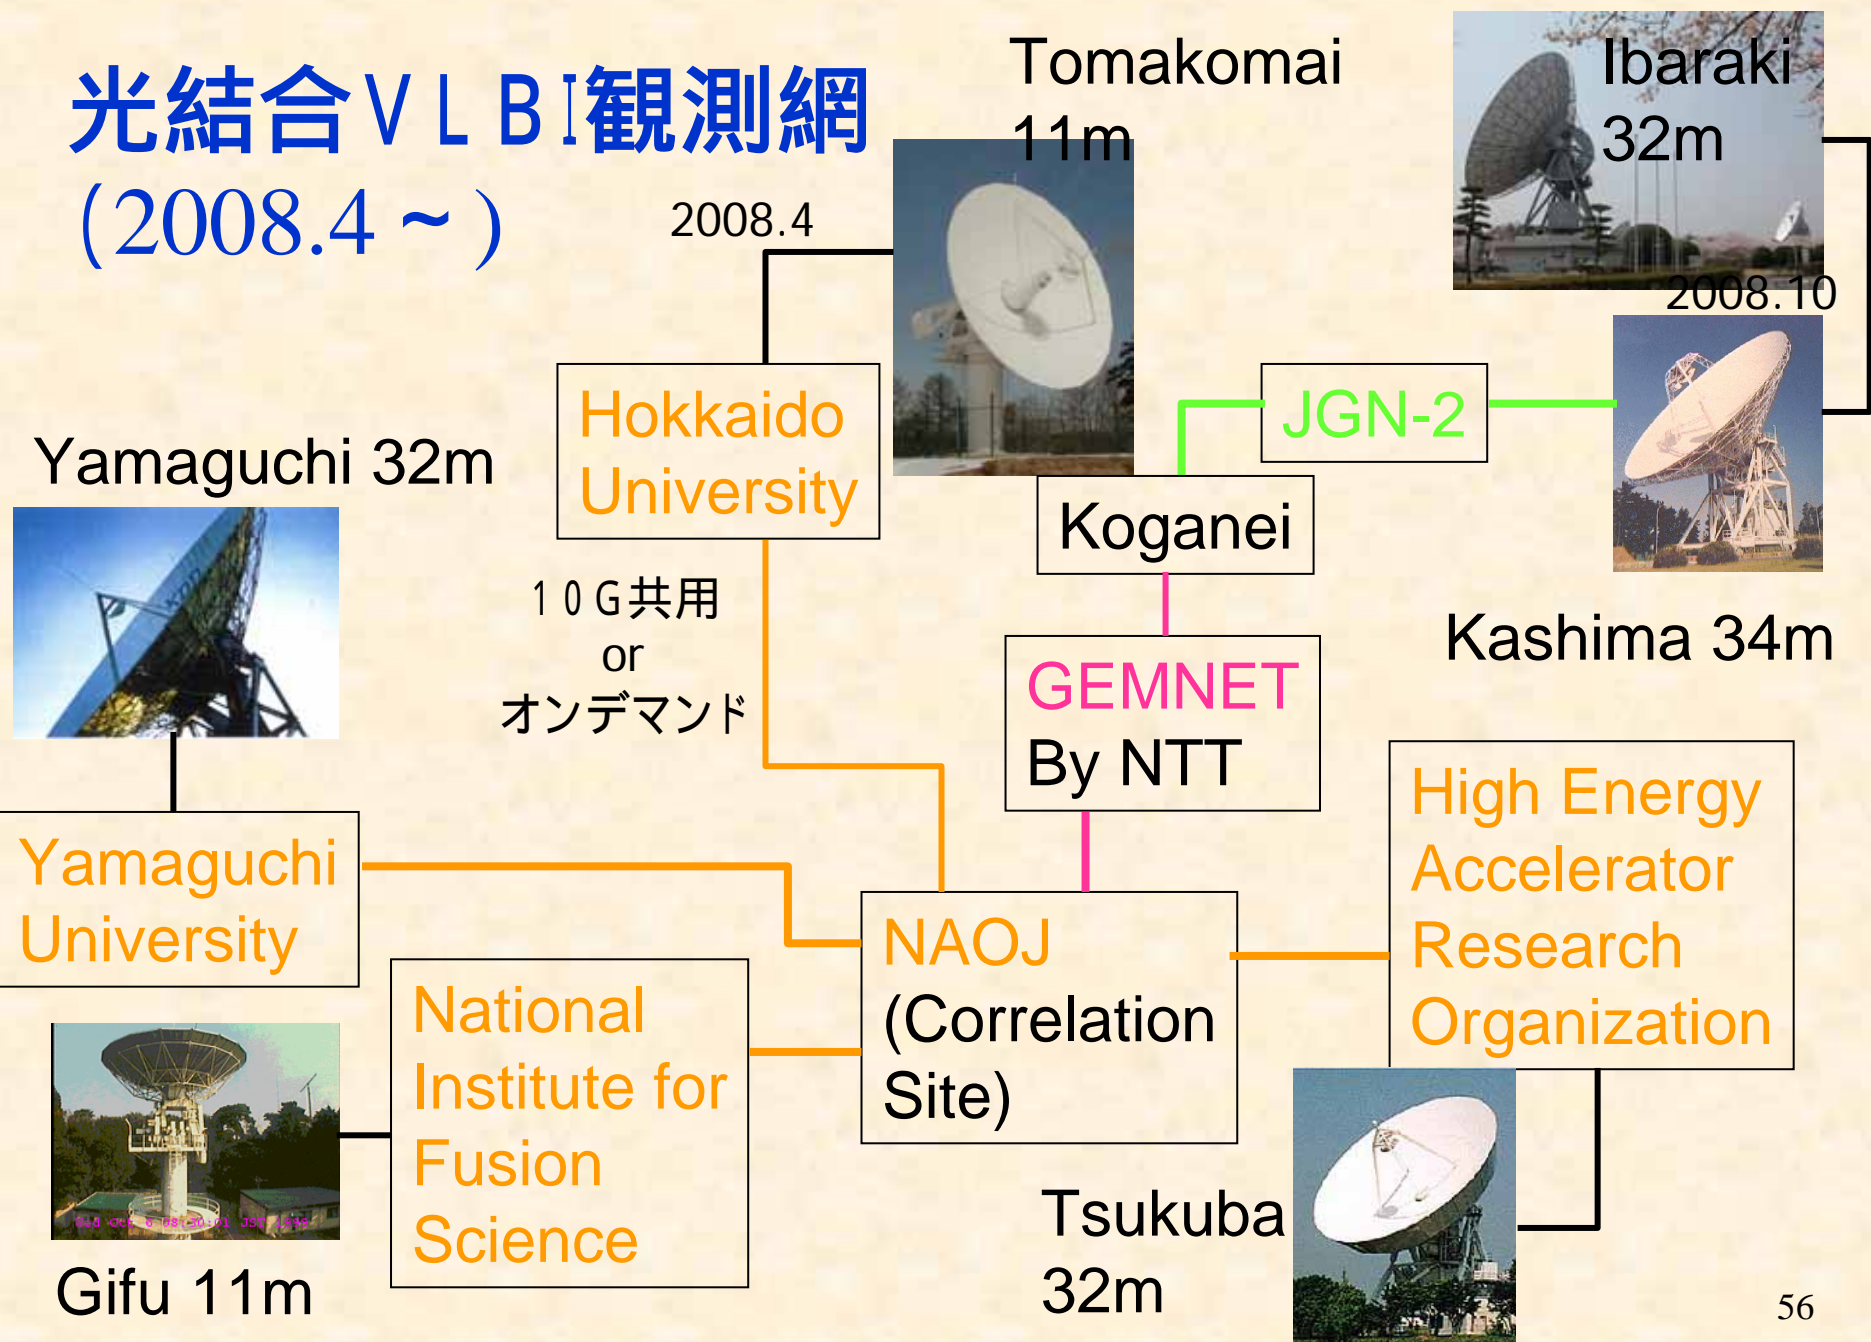 光結合ＶＬＢＩ観測網
(2008.4～)
2008.4
Tomakomai
11m
Ibaraki
32m
2008.10
Hokkaido
University
JGN-2
Yamaguchi 32m
Koganei
１０Ｇ共用
or
オンデマンド
Kashima 34m
GEMNET
By NTT
High Energy
Accelerator
Research
Organization
Yamaguchi
University
NAOJ
(Correlation
Site)
National
Institute for
Fusion
Science
Gifu 11m
Tsukuba
32m
56